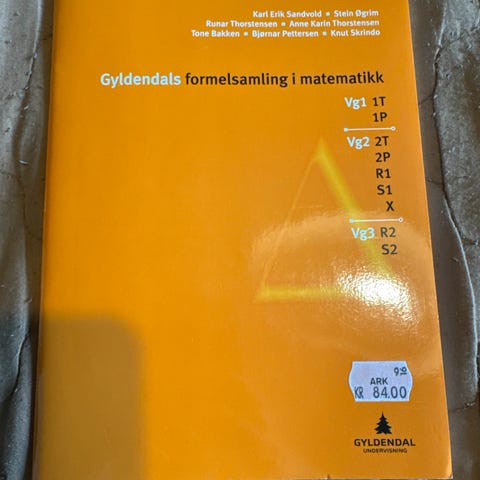 Karl Erik Sandvold ▪ Stein Øgrim
Runar Thorstensen ▪ Anne Karin Thorstensen
Tone Bakken ▪ Bjørnar Pettersen ▪ Knut Skrindo
Gyldendals formelsamling i matematikk
Vg1 1T
1P
Vg2 2T
2P
R1
S1
X
Vg3 R2
S2
ARK
KR 84.00
GYLDENDAL
UNDERVISNING